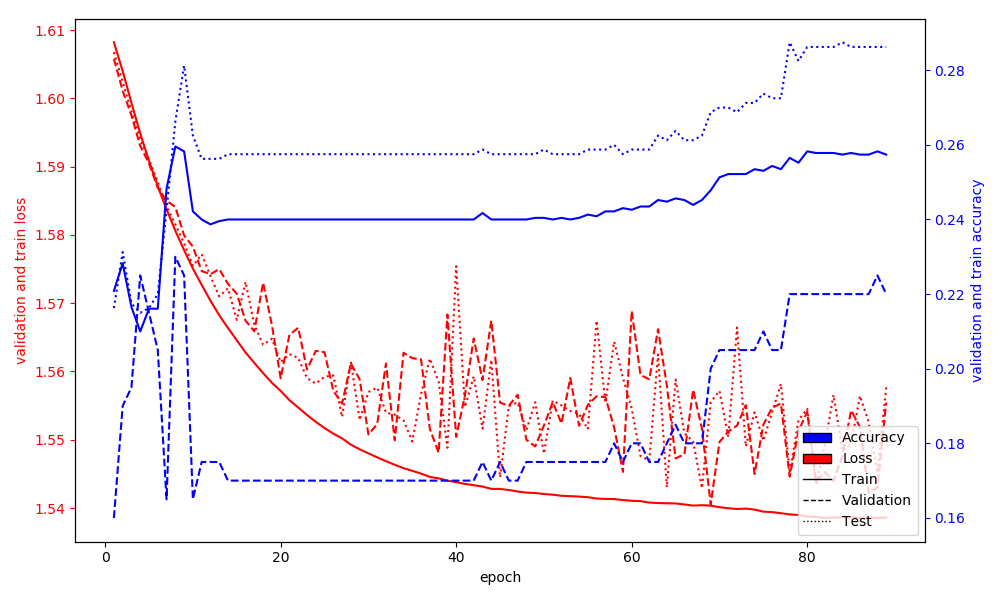 validation and train loss
1.61
1.60
1.59
1.58
1.57
1.56
1.55
1.54
0
20
40
60
80
epoch
0.28
0.26
0.24
0.22
0.20
0.18
0.16
validation and train accuracy
Accuracy
Loss
Train
Validation
Test